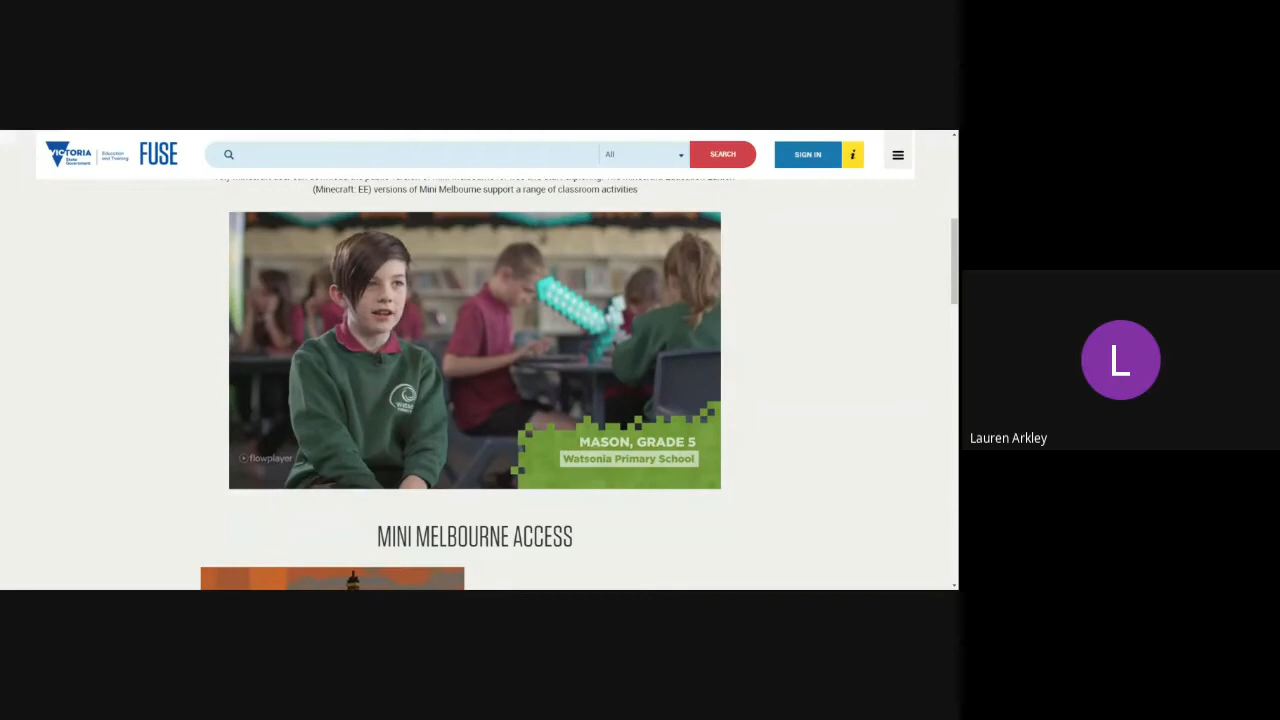 VICTORIA
State
Government
Education
and Training
FUSE
All
SEARCH
SIGN IN
i
(Minecraft: EE) versions of Mini Melbourne support a range of classroom activities
MASON, GRADE 5
Watsonia Primary School
flowplayer
MINI MELBOURNE ACCESS
L
Lauren Arkley